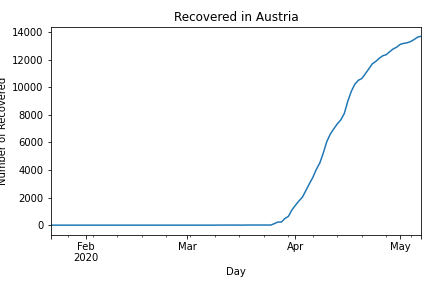 Recovered in Austria
Number of Recovered
14000
12000
10000
8000
6000
4000
2000
0
Feb
2020
Mar
Apr
May
Day